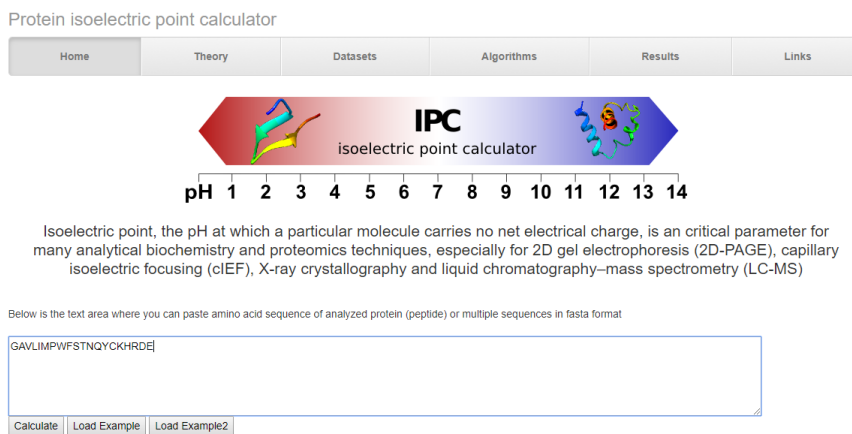 Protein isoelectric point calculator
Home Theory Datasets Algorithms Results Links
IPC
isoelectric point calculator
pH 1 2 3 4 5 6 7 8 9 10 11 12 13 14
Isoelectric point, the pH at which a particular molecule carries no net electrical charge, is an critical parameter for
many analytical biochemistry and proteomics techniques, especially for 2D gel electrophoresis (2D-PAGE), capillary
isoelectric focusing (cIEF), X-ray crystallography and liquid chromatography–mass spectrometry (LC-MS)
Below is the text area where you can paste amino acid sequence of analyzed protein (peptide) or multiple sequences in fasta format
GAVLIMPWFSTNQYCKHRDE
Calculate Load Example Load Example2